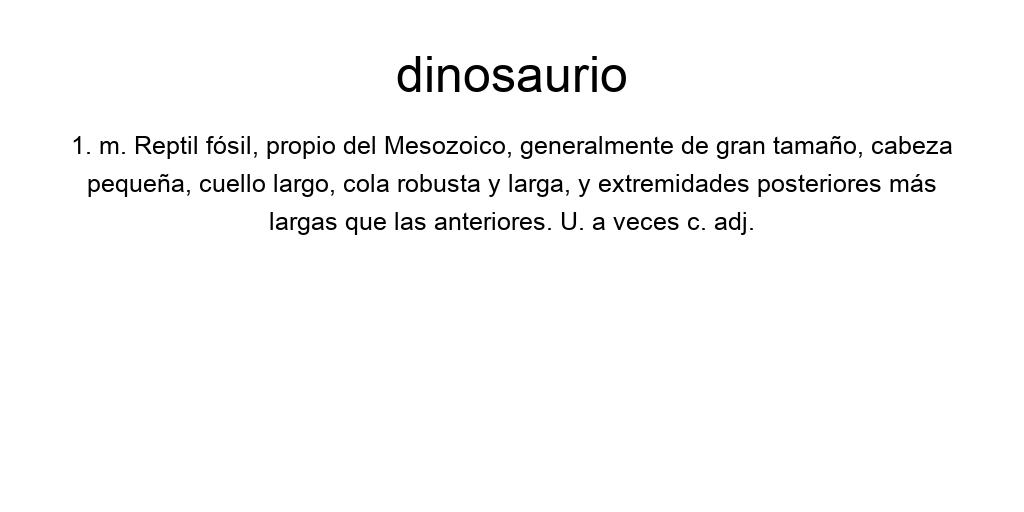 dinosaurio
1. m. Reptil fósil, propio del Mesozoico, generalmente de gran tamaño, cabeza
pequeña, cuello largo, cola robusta y larga, y extremidades posteriores más
largas que las anteriores. U. a veces c. adj.